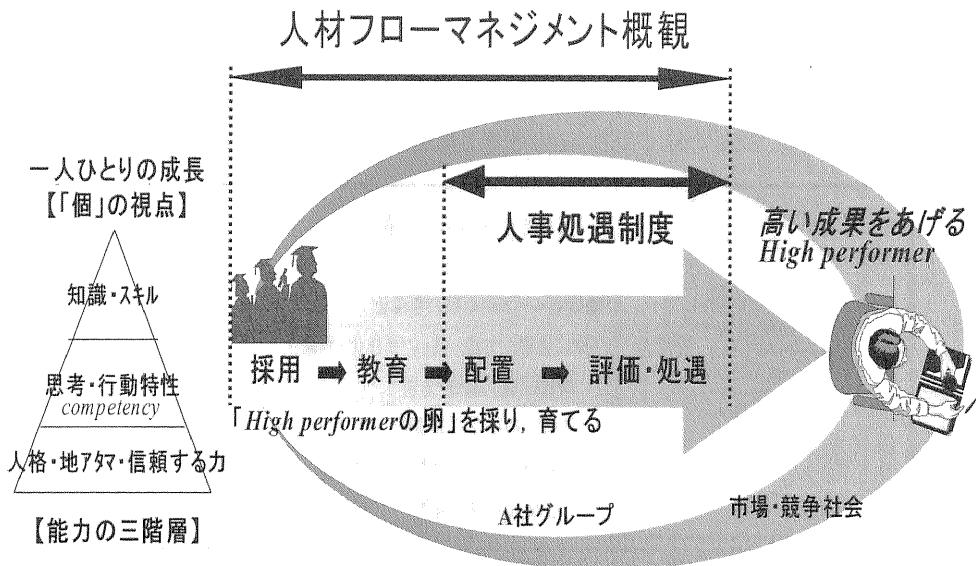 人材フローマネジメント概観
一人ひとりの成長
【「個」の視点】
知識・スキル
思考・行動特性
competency
人格・地アタマ・信頼する力
【能力の三階層】
人事処遇制度
高い成果をあげる
High performer
採用 ➡ 教育 ➡ 配置 ➡ 評価・処遇
「High performerの卵」を採り, 育てる
A社グループ
市場・競争社会